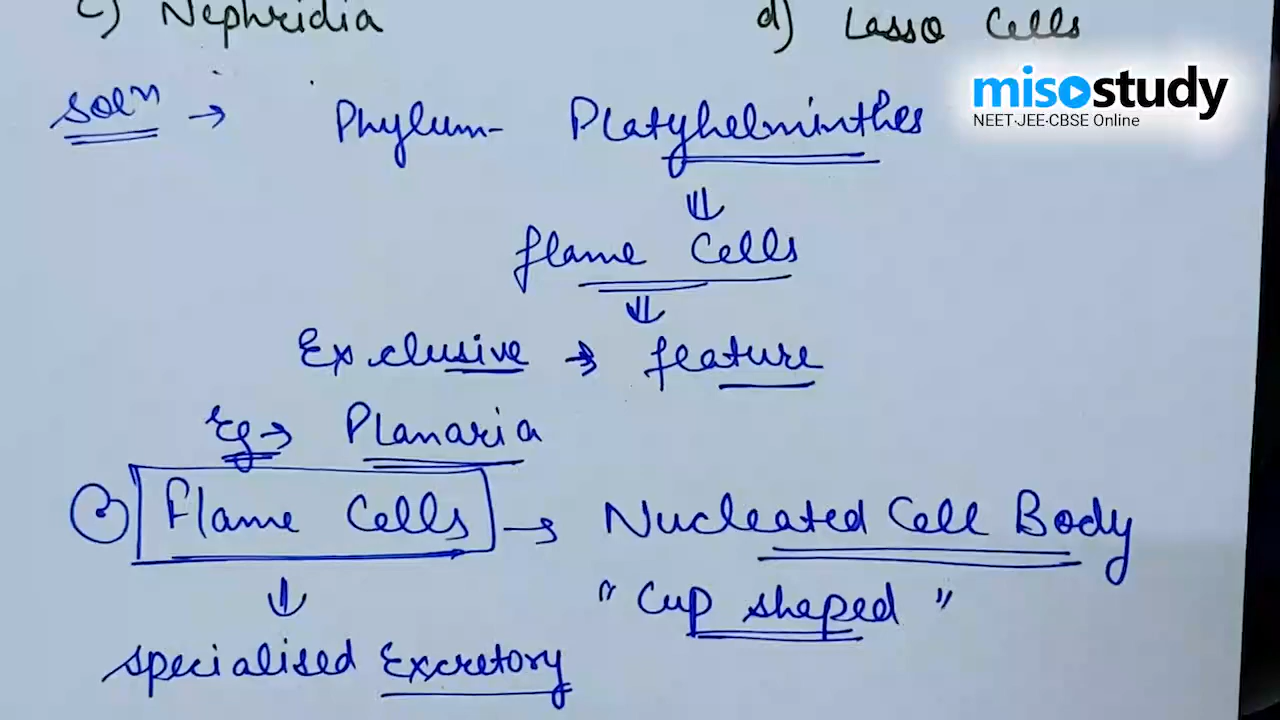 c) Nephridia d) Lasso Cells
misostudy
NEET-JEE-CBSE Online
Soln → Phylum- Platyhelminthes
flame Cells
Exclusive → feature
Eg → Planaria
Flame Cells → Nucleated Cell Body
"Cup shaped"
specialised Excretory